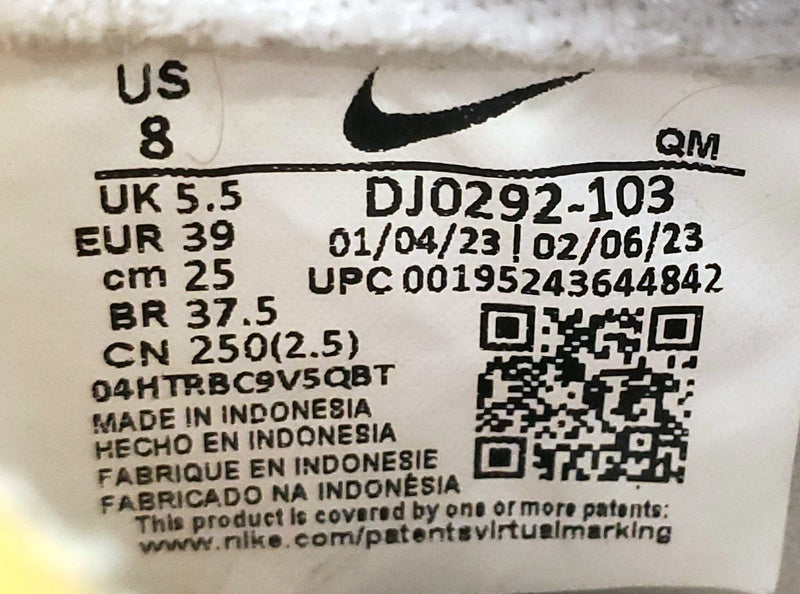 US
8
QM
UK 5.5
EUR 39
cm 25
BR 37.5
CN 250(2.5)
DJ0292-103
01/04/23 | 02/06/23
UPC 00195243644842
04HTRBC9V5QBT
MADE IN INDONESIA
HECHO EN INDONESIA
FABRIQUE EN INDONESIE
FABRICADO NA INDONÉSIA
This product is covered by one or more patents:
www.nike.com/patentsvirtualmarking